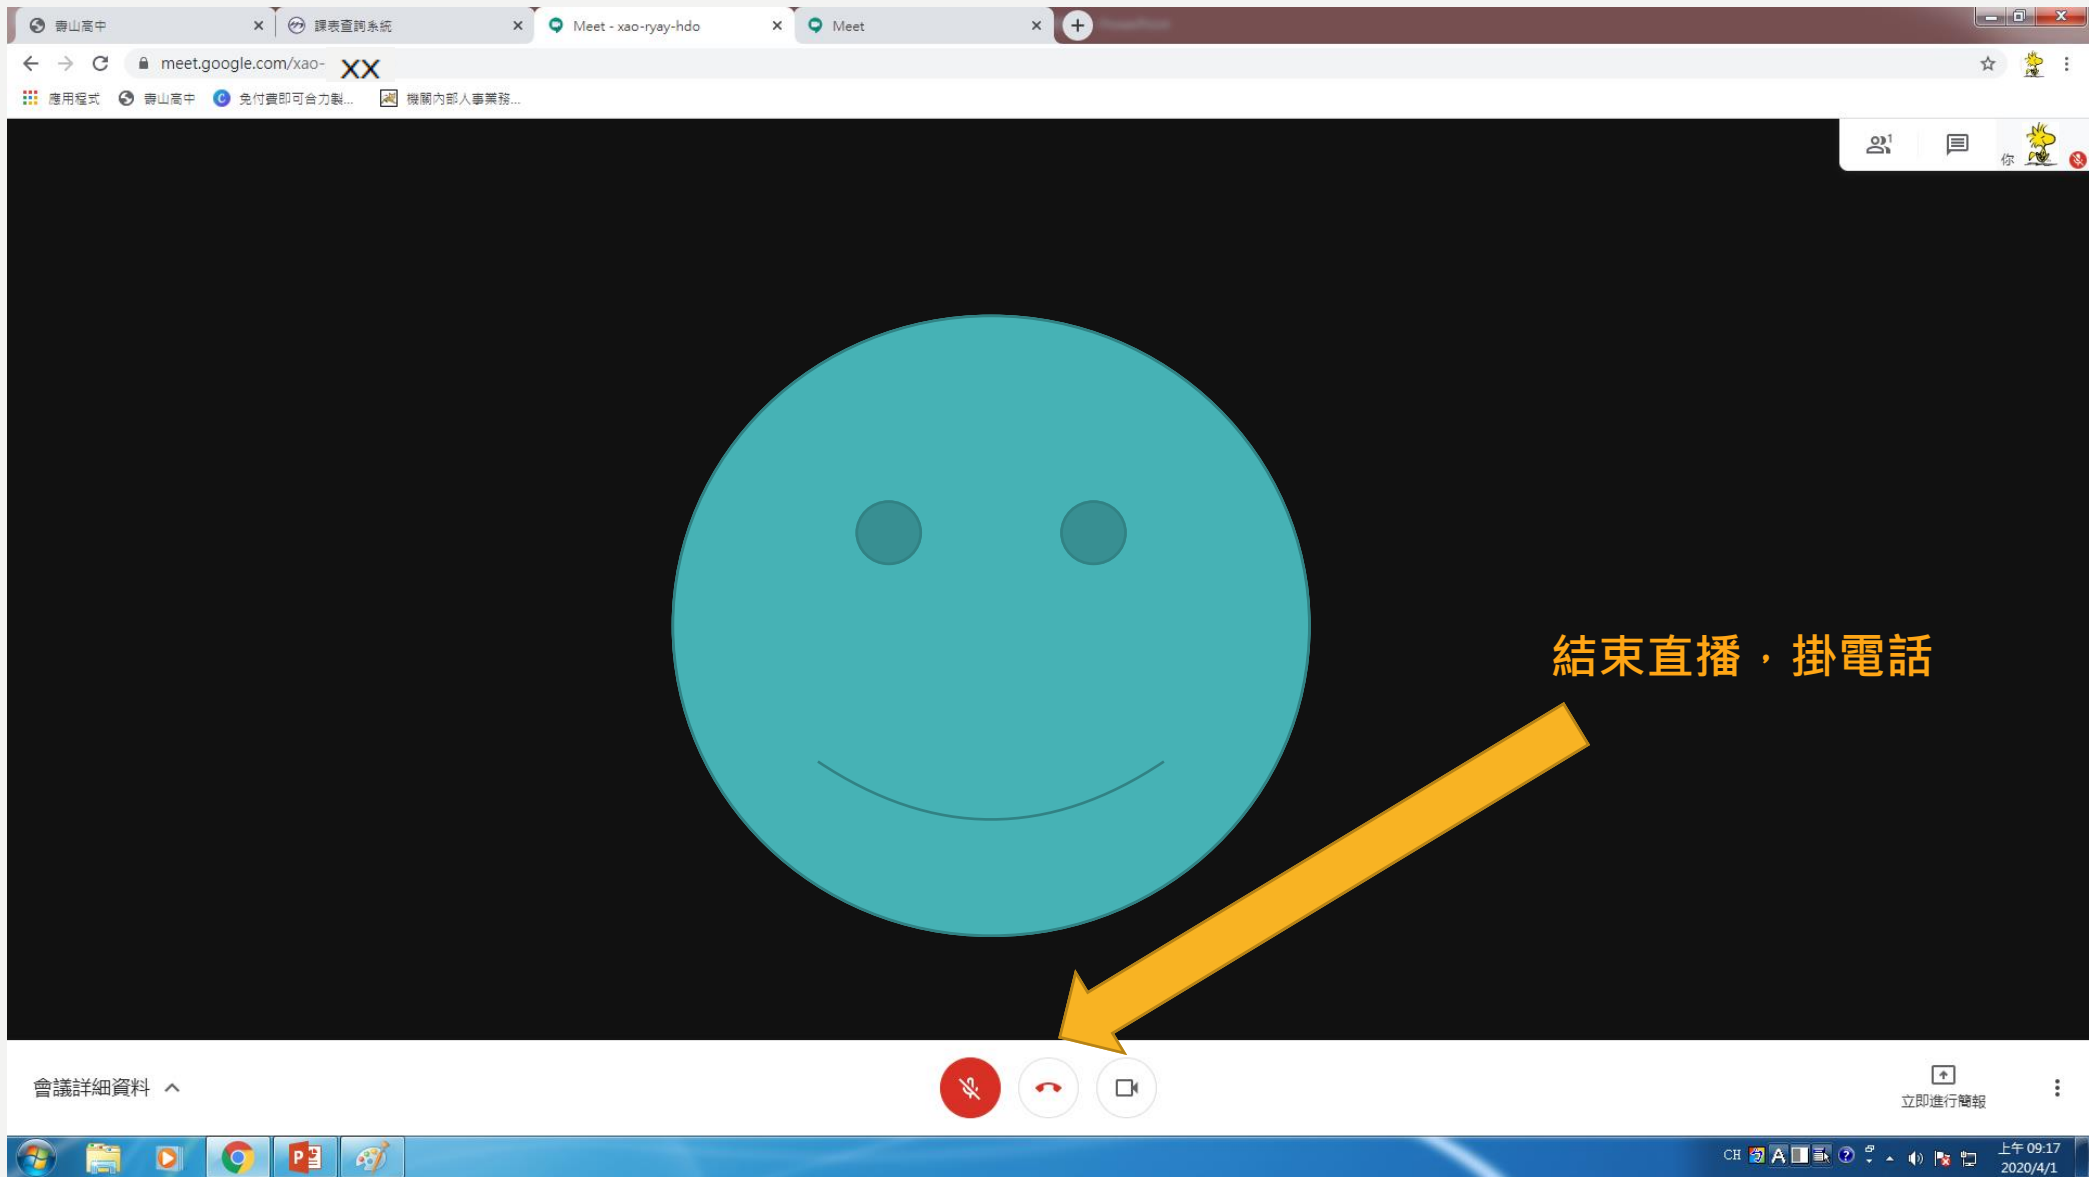 壽山高中
課表查詢系統
Meet - xao-ryay-hdo
Meet
meet.google.com/xao-
XX
應用程式
壽山高中
免付費即可合力製...
機關內部人事業務...
1
你
結束直播，掛電話
會議詳細資料
立即進行簡報
CH
上午 09:17
2020/4/1